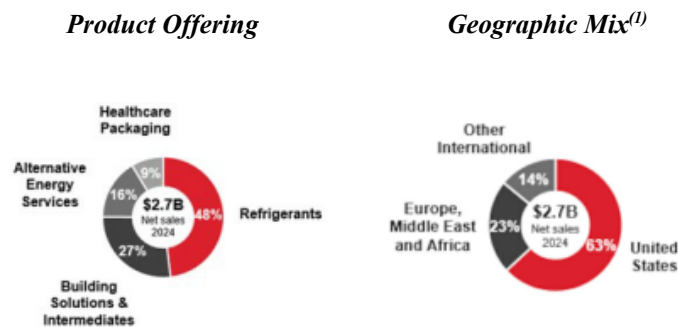 Product Offering
Healthcare
Packaging
Alternative
Energy
Services
9%
16%
$2.7B
Net sales
2024
48%
Refrigerants
27%
Building
Solutions &
Intermediates
Geographic Mix(1)
Other
International
14%
Europe,
Middle East
and Africa
23%
$2.7B
Net sales
2024
63%
United
States